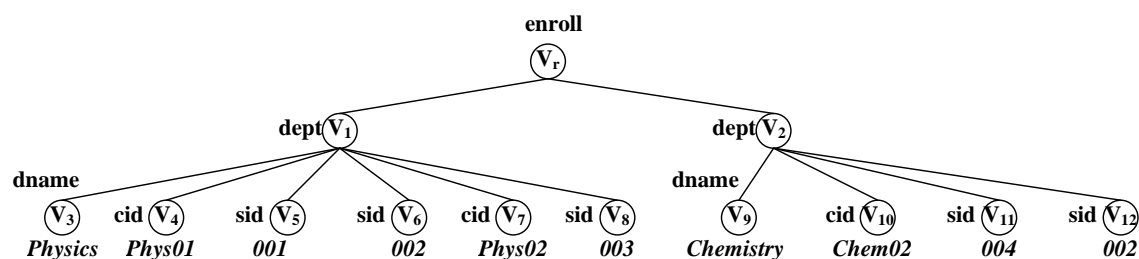 enroll
Vr
dept V1 dept V2
dname dname
V3 cid V4 sid V5 sid V6 cid V7 sid V8 V9 cid V10 sid V11 sid V12
Physics Phys01 001 002 Phys02 003 Chemistry Chem02 004 002